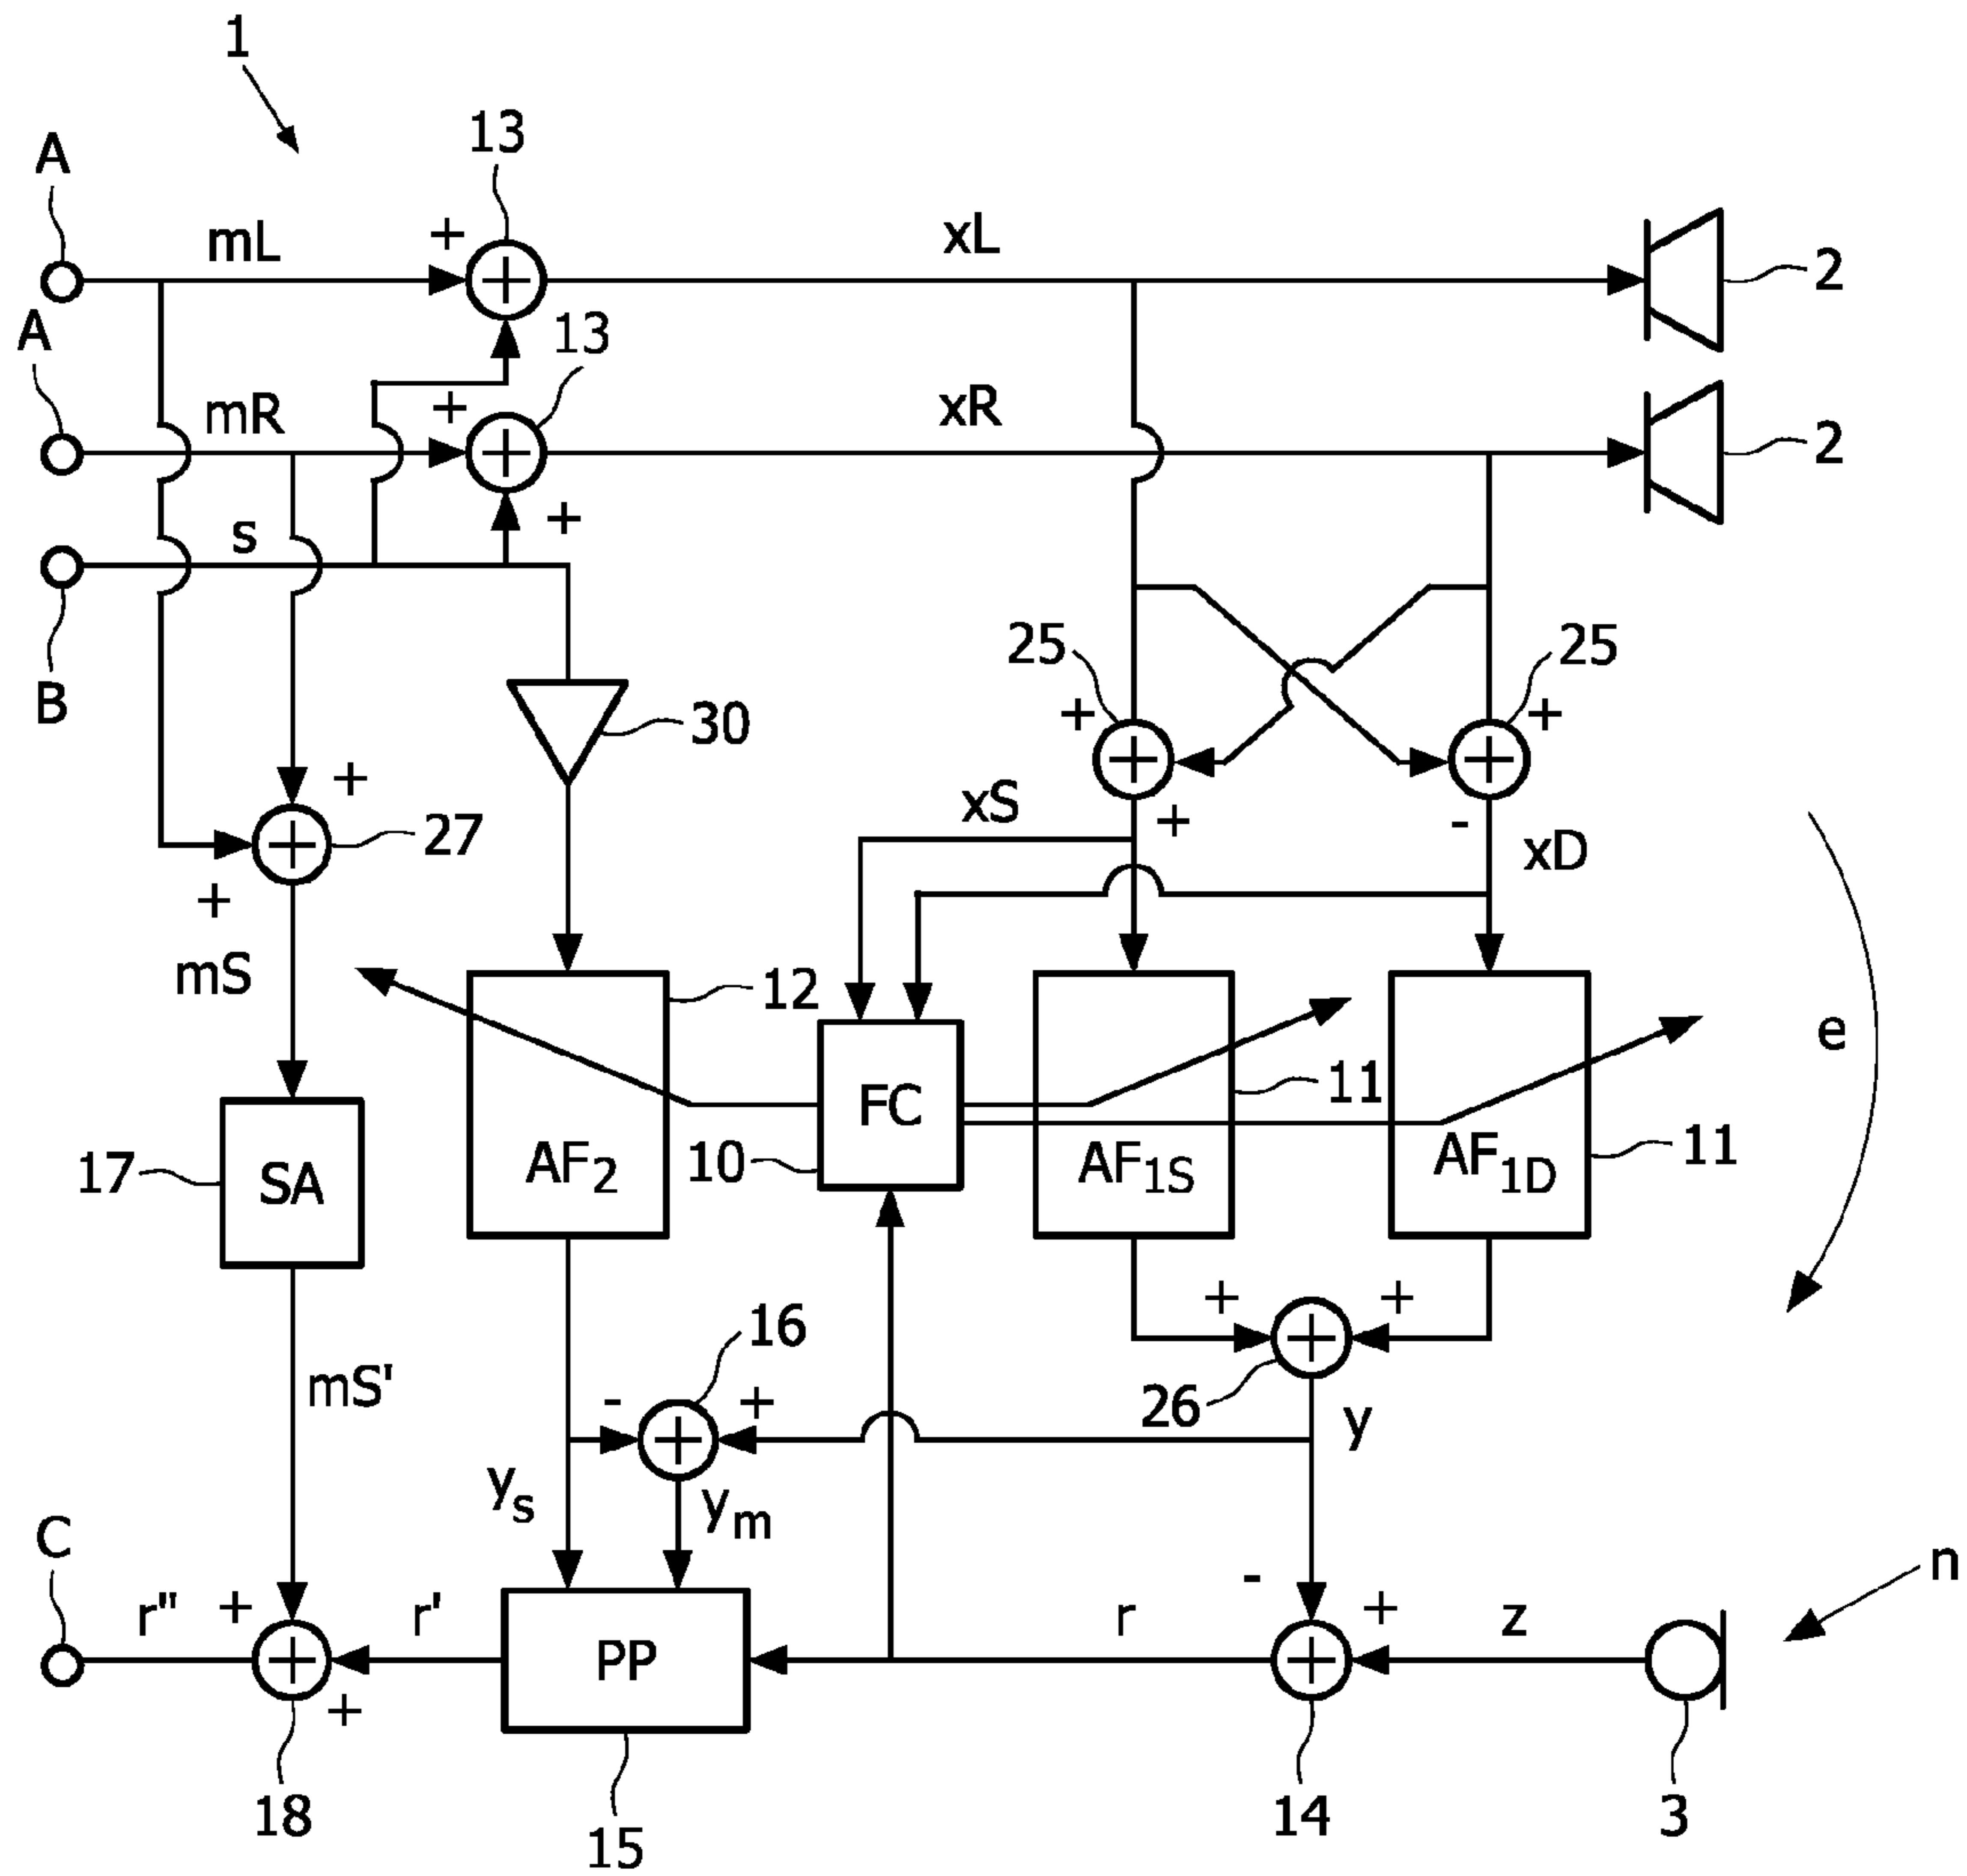 1
A
13
mL
+
xL
2
A
13
mR
+
xR
2
s
+
B
30
25
25
+
+
+
27
xS
+
-
xD
+
mS
12
e
FC
11
AF2
10
AF1S
AF1D
11
17
SA
+
+
16
mS'
-
+
26
y
ys
ym
C
r"
+
r'
PP
r
-
+
z
n
+
18
15
14
3